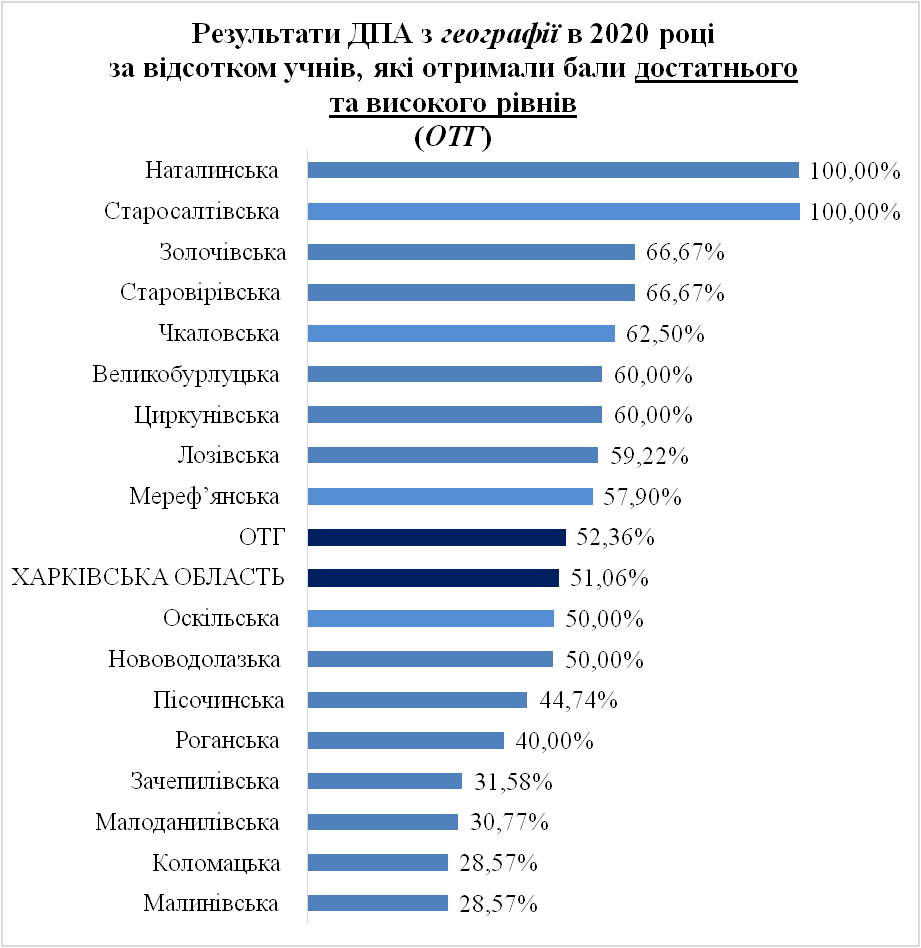 Результати ДПА з географії в 2020 році
за відсотком учнів, які отримали бали достатнього
та високого рівнів
(ОТГ)
Наталинська 100,00%
Старосалтівська 100,00%
Золочівська 66,67%
Старовірівська 66,67%
Чкаловська 62,50%
Великобурлуцька 60,00%
Циркунівська 60,00%
Лозівська 59,22%
Мереф’янська 57,90%
ОТГ 52,36%
ХАРКІВСЬКА ОБЛАСТЬ 51,06%
Оскільська 50,00%
Нововодолазька 50,00%
Пісочинська 44,74%
Роганська 40,00%
Зачепилівська 31,58%
Малоданилівська 30,77%
Коломацька 28,57%
Малинівська 28,57%